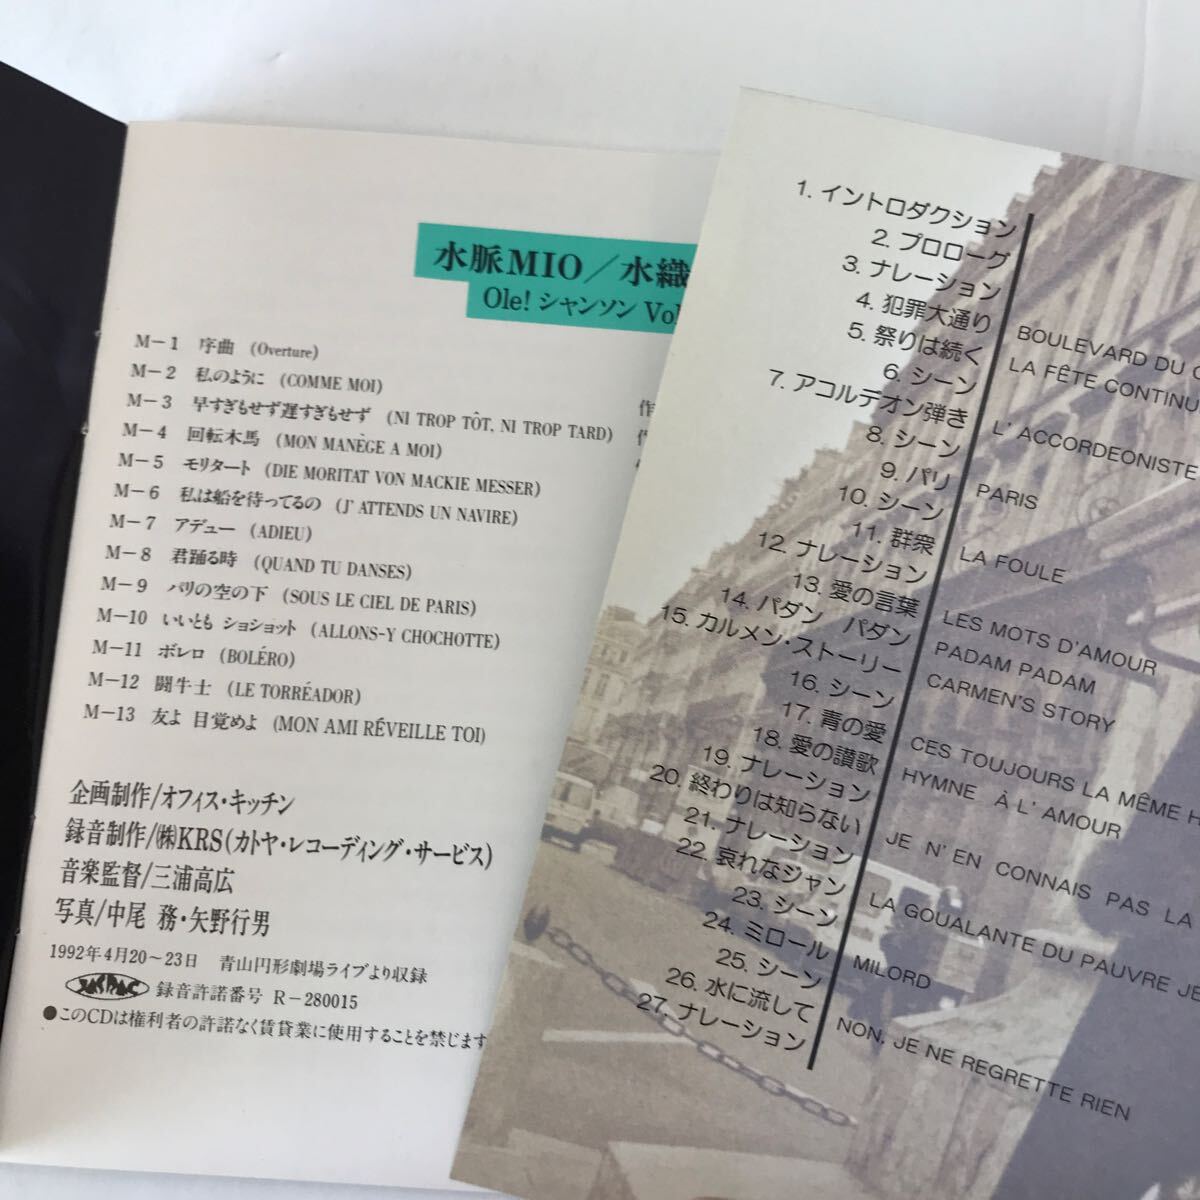 水脈MIO/水織
Ole! シャンソン Vol
M-1 序曲 (Overture)
M-2 私のように (COMME MOI)
M-3 早すぎもせず遅すぎもせず (NI TROP TÔT, NI TROP TARD)
M-4 回転木馬 (MON MANÈGE A MOI)
M-5 モリタート (DIE MORITAT VON MACKIE MESSER)
M-6 私は船を待ってるの (J' ATTENDS UN NAVIRE)
M-7 アデュー (ADIEU)
M-8 君踊る時 (QUAND TU DANSES)
M-9 パリの空の下 (SOUS LE CIEL DE PARIS)
M-10 いいとも ショショット (ALLONS-Y CHOCHOTTE)
M-11 ボレロ (BOLÉRO)
M-12 闘牛士 (LE TORRÉADOR)
M-13 友よ 目覚めよ (MON AMI RÉVEILLE TOI)
企画制作/オフィス・キッチン
録音制作/㈱KRS(カトヤ・レコーディング・サービス)
音楽監督/三浦高広
写真/中尾 務・矢野行男
1992年4月20〜23日 青山円形劇場ライブより収録
JASRAC 録音許諾番号 R-280015
●このCDは権利者の許諾なく賃貸業に使用することを禁じます
1. イントロダクション
2. プロローグ
3. ナレーション
4. 犯罪大通り BOULEVARD DU C
5. 祭りは続く LA FÊTE CONTINU
6. シーン
7. アコルデオン弾き L' ACCORDEONISTE
8. シーン
9. パリ PARIS
10. シーン
11. 群衆 LA FOULE
12. ナレーション
13. 愛の言葉 LES MOTS D'AMOUR
14. パダン パダン PADAM PADAM
15. カルメン・ストーリー CARMEN'S STORY
16. シーン
17. 青の愛 CES TOUJOURS LA MÊME H
18. 愛の讃歌 HYMNE À L' AMOUR
19. ナレーション
20. 終わりは知らない JE N' EN CONNAIS PAS LA
21. ナレーション
22. 哀れなジャン LA GOUALANTE DU PAUVRE JE
23. シーン
24. ミロール MILORD
25. シーン
26. 水に流して NON, JE NE REGRETTE RIEN
27. ナレーション